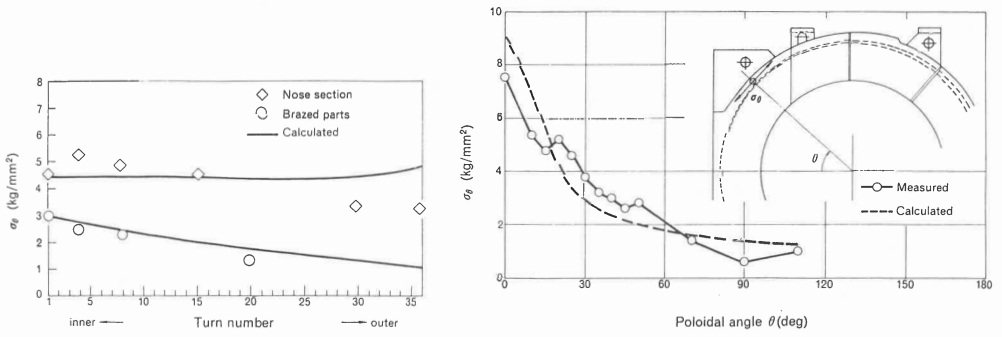 8
7
6
5
4
3
2
1
0
σθ (kg/mm²)
◇ Nose section
○ Brazed parts
Calculated
1 5 10 15 20 25 30 35
inner Turn number outer
10
8
6
4
2
0
σθ (kg/mm²)
σθ
θ
Measured
Calculated
0 30 60 90 120 150 180
Poloidal angle θ (deg)